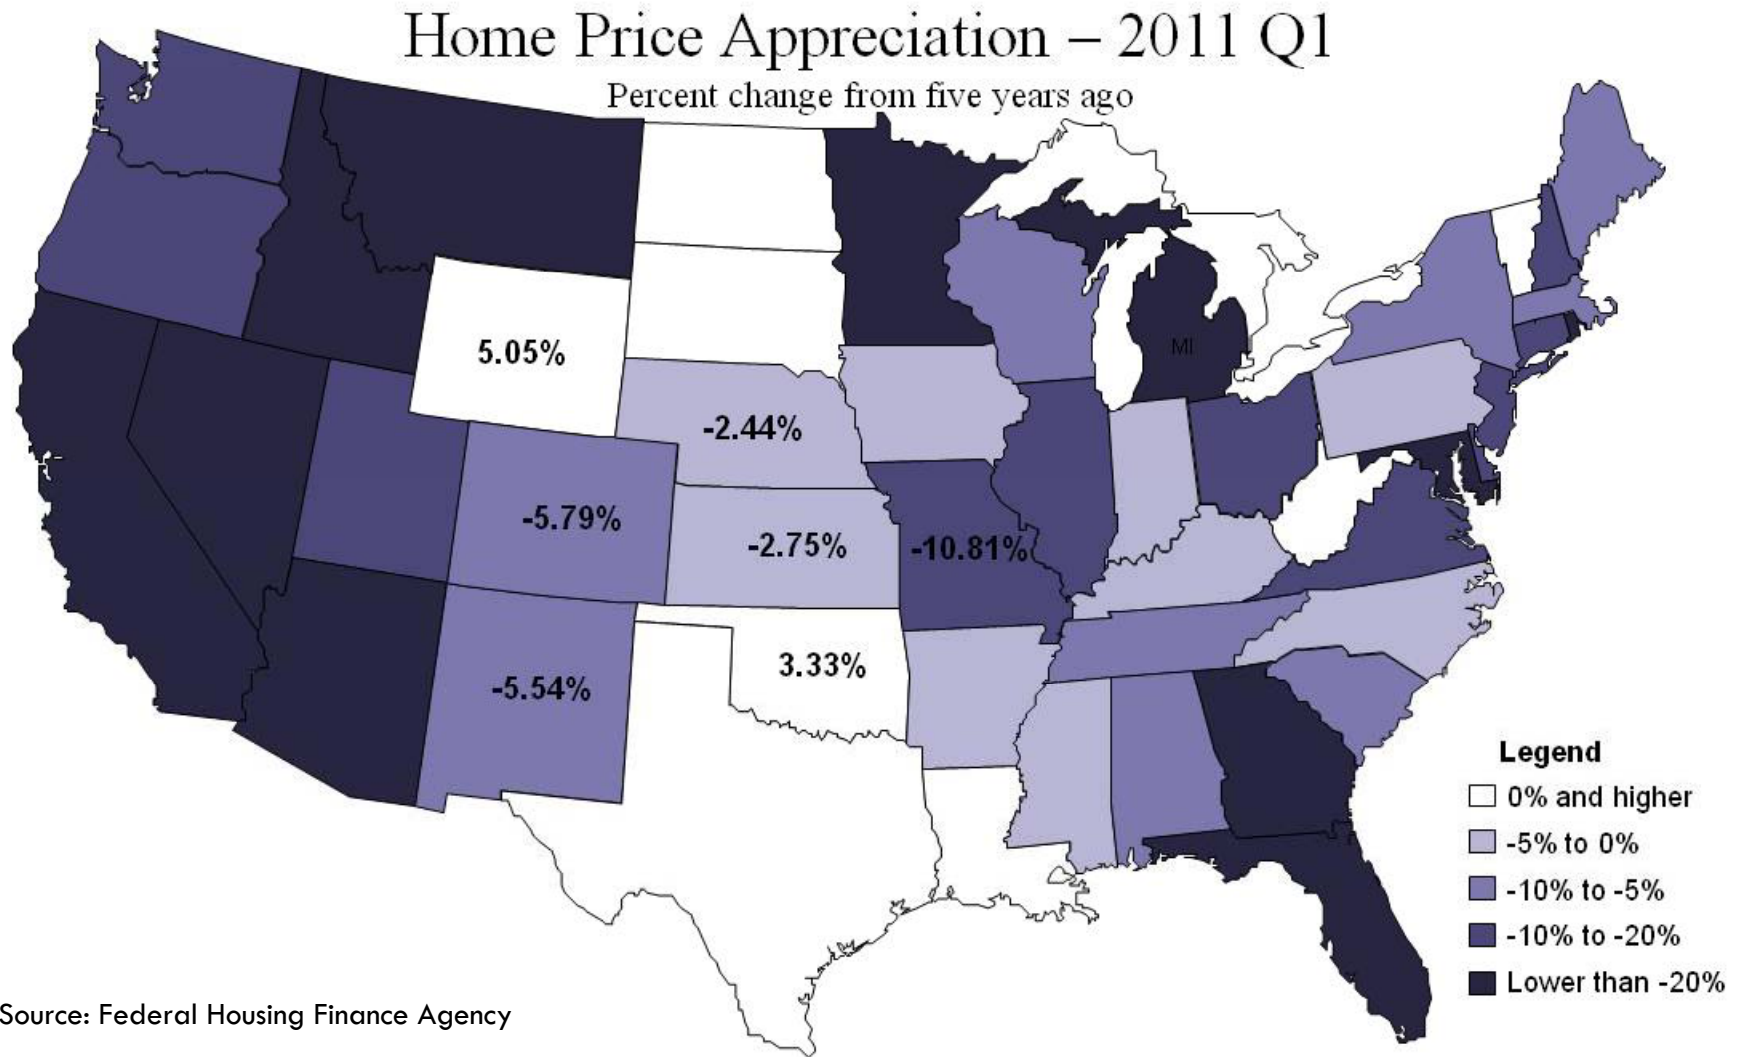 Home Price Appreciation – 2011 Q1
Percent change from five years ago
MI
5.05%
-2.44%
-5.79%
-2.75%
-10.81%
3.33%
-5.54%
Legend
0% and higher
-5% to 0%
-10% to -5%
-10% to -20%
Lower than -20%
Source: Federal Housing Finance Agency